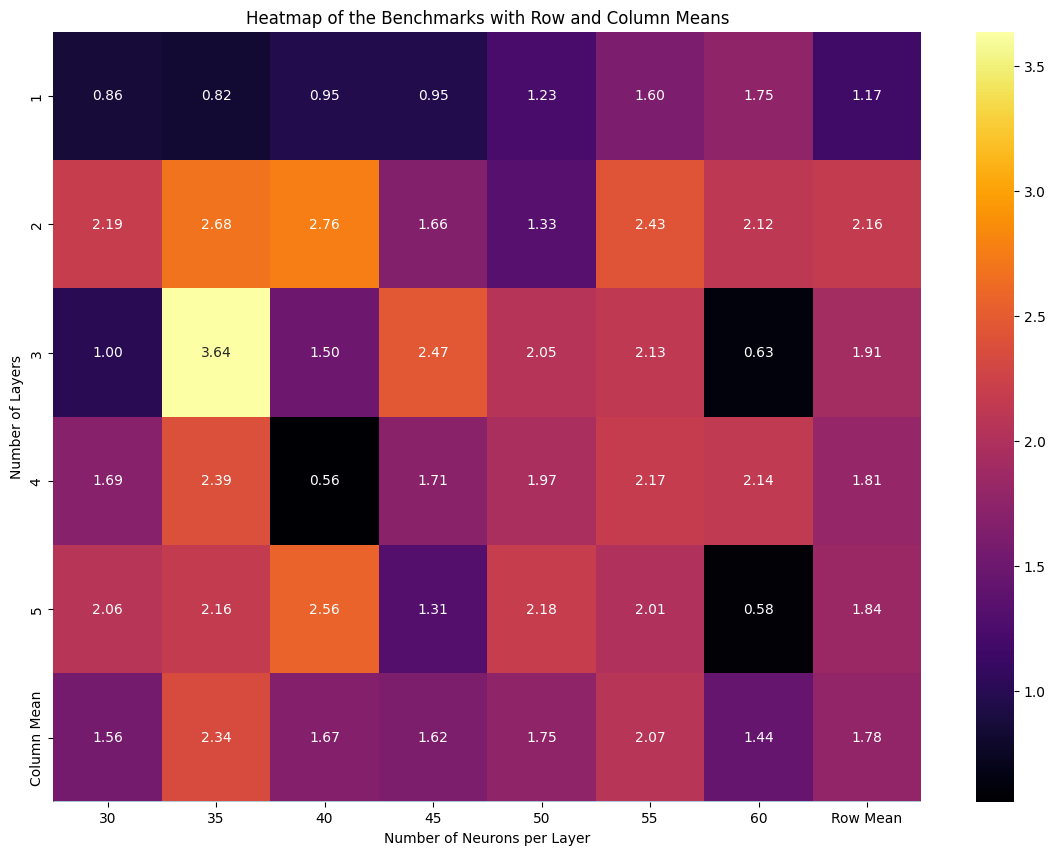 Heatmap of the Benchmarks with Row and Column Means
Number of Layers
1
0.86 0.82 0.95 0.95 1.23 1.60 1.75 1.17
2
2.19 2.68 2.76 1.66 1.33 2.43 2.12 2.16
3
1.00 3.64 1.50 2.47 2.05 2.13 0.63 1.91
4
1.69 2.39 0.56 1.71 1.97 2.17 2.14 1.81
5
2.06 2.16 2.56 1.31 2.18 2.01 0.58 1.84
Column Mean
1.56 2.34 1.67 1.62 1.75 2.07 1.44 1.78
30 35 40 45 50 55 60 Row Mean
Number of Neurons per Layer
3.5
3.0
2.5
2.0
1.5
1.0